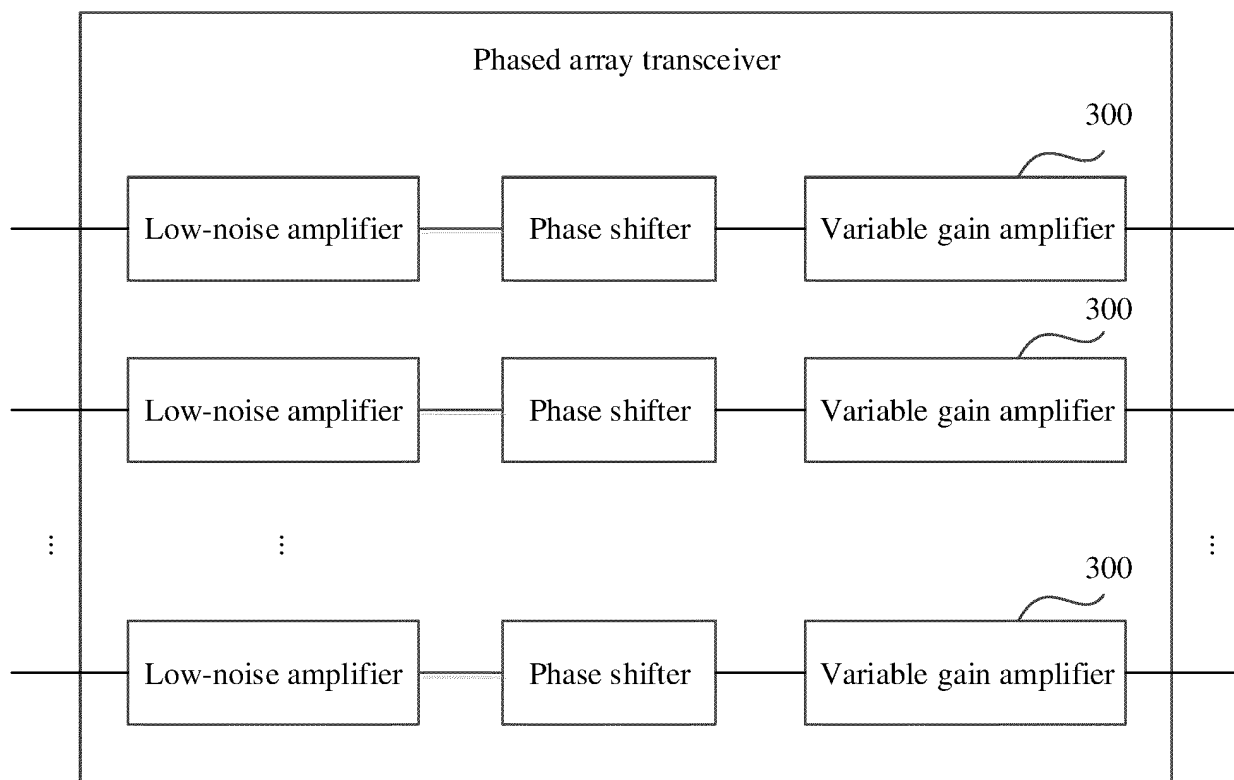 Phased array transceiver
300
Low-noise amplifier
Phase shifter
Variable gain amplifier
300
Low-noise amplifier
Phase shifter
Variable gain amplifier
⋮
⋮
⋮
300
Low-noise amplifier
Phase shifter
Variable gain amplifier